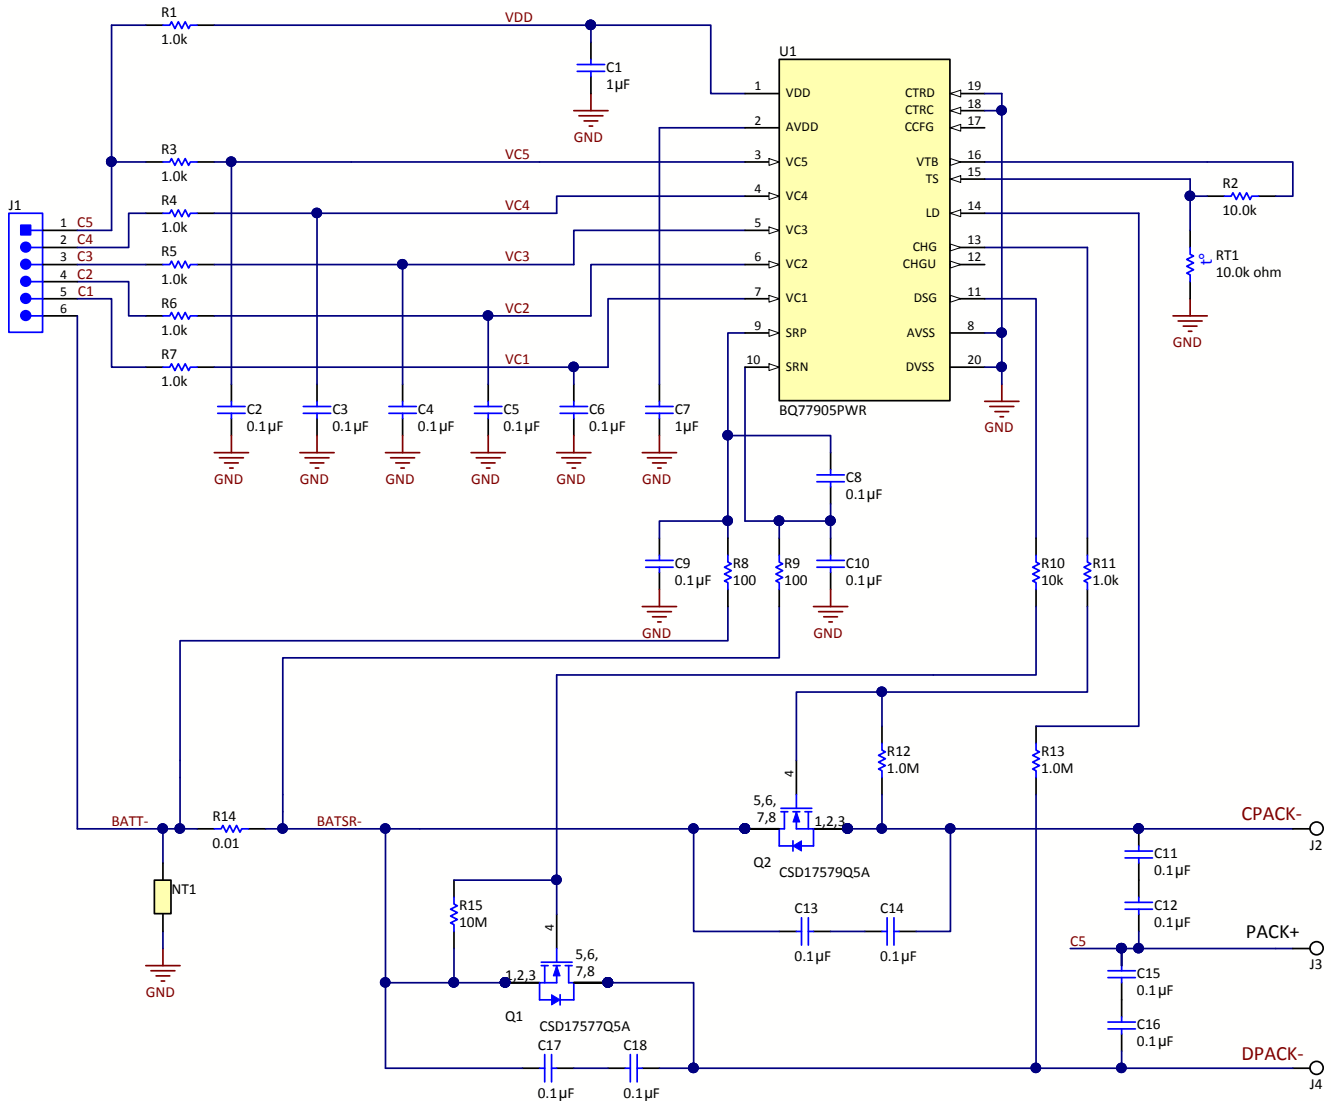 R1
1.0k
VDD
C1
1µF
GND
U1
1
VDD
2
AVDD
3
VC5
4
VC4
5
VC3
6
VC2
7
VC1
9
SRP
10
SRN
CTRD
19
CTRC
18
CCFG
17
VTB
16
TS
15
LD
14
CHG
13
CHGU
12
DSG
11
AVSS
8
DVSS
20
BQ77905PWR
GND
R2
10.0k
t°
RT1
10.0k ohm
GND
J1
1
C5
2
C4
3
C3
4
C2
5
C1
6
R3
1.0k
VC5
R4
1.0k
VC4
R5
1.0k
VC3
R6
1.0k
VC2
R7
1.0k
VC1
C2
0.1µF
GND
C3
0.1µF
GND
C4
0.1µF
GND
C5
0.1µF
GND
C6
0.1µF
GND
C7
1µF
GND
C8
0.1µF
C9
0.1µF
GND
R8
100
R9
100
C10
0.1µF
GND
R10
10k
R11
1.0k
R12
1.0M
R13
1.0M
BATT-
R14
0.01
BATSR-
NT1
GND
4
5,6,
7,8
1,2,3
Q2
CSD17579Q5A
C13
0.1µF
C14
0.1µF
R15
10M
4
1,2,3
5,6,
7,8
Q1
CSD17577Q5A
C17
0.1µF
C18
0.1µF
CPACK-
J2
C11
0.1µF
C12
0.1µF
C5
PACK+
J3
C15
0.1µF
C16
0.1µF
DPACK-
J4